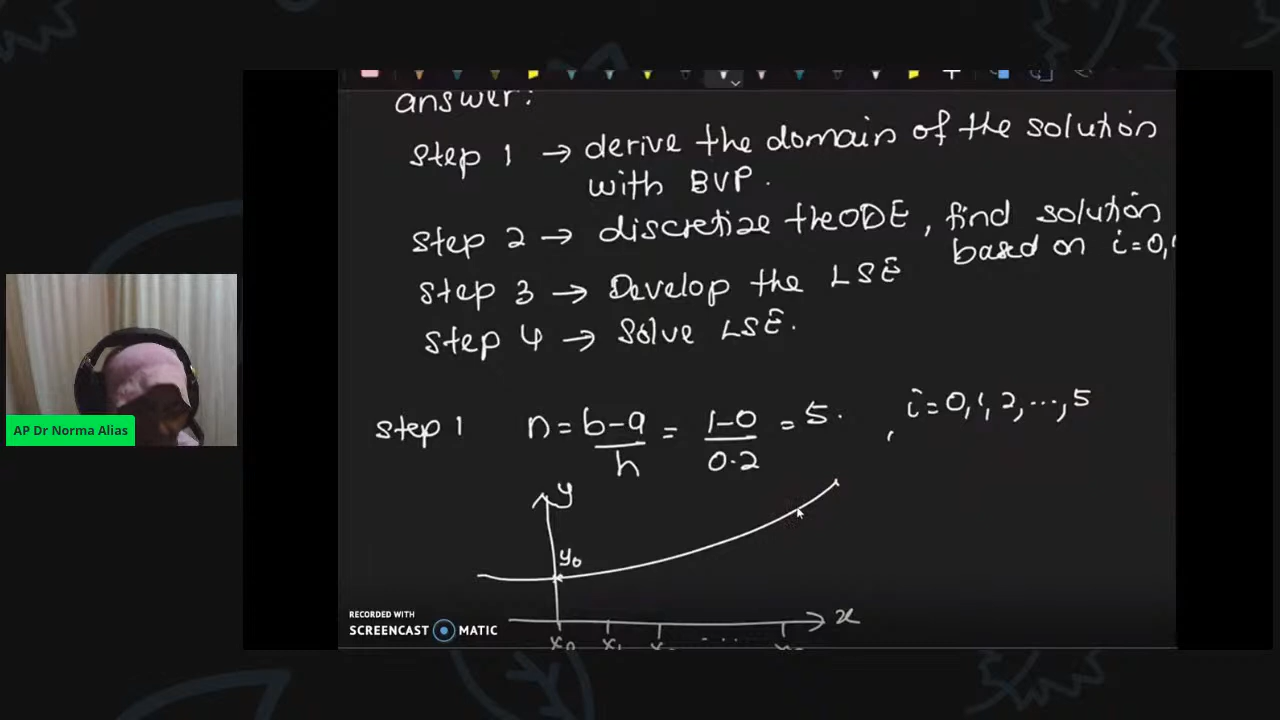 answer:
step 1 → derive the domain of the solution
with BVP.
step 2 → discretize the ODE, find solution
based on i=0,
step 3 → Develop the LSE
step 4 → Solve LSE.
step 1 n = b-a / h = 1-0 / 0.2 = 5. , i=0,1,2,...,5
y
y₀
x
x₀ x₁ ...
AP Dr Norma Alias
RECORDED WITH
SCREENCAST MATIC